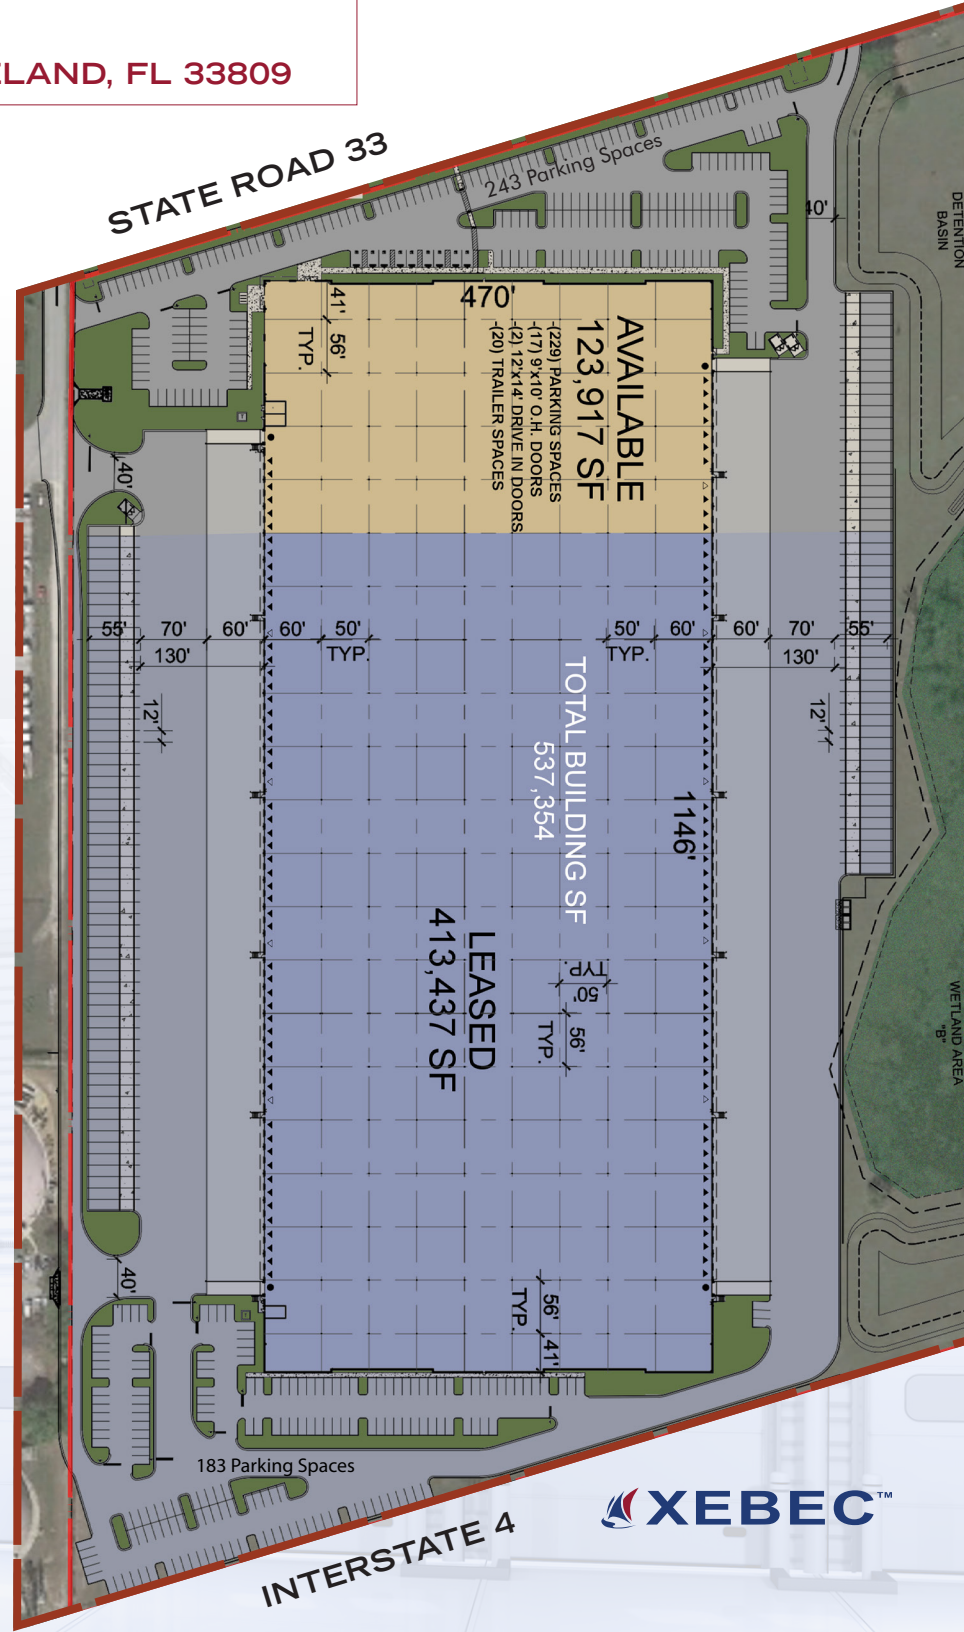 LAND, FL 33809
STATE ROAD 33
243 Parking Spaces
40'
DETENTION
BASIN
470'
41'
56'
TYP.
AVAILABLE
123,917 SF
-(229) PARKING SPACES
-(17) 9'x10' O.H. DOORS
-(2) 12'x14' DRIVE IN DOORS
-(20) TRAILER SPACES
40'
55'
70'
60'
60'
50'
50'
60'
60'
70'
55'
130'
TYP.
TYP.
130'
12'
12'
TOTAL BUILDING SF
537,354
1146'
LEASED
413,437 SF
50'
TYP.
56'
TYP.
WETLAND AREA
"B"
40'
56'
41'
TYP.
183 Parking Spaces
INTERSTATE 4
XEBEC™